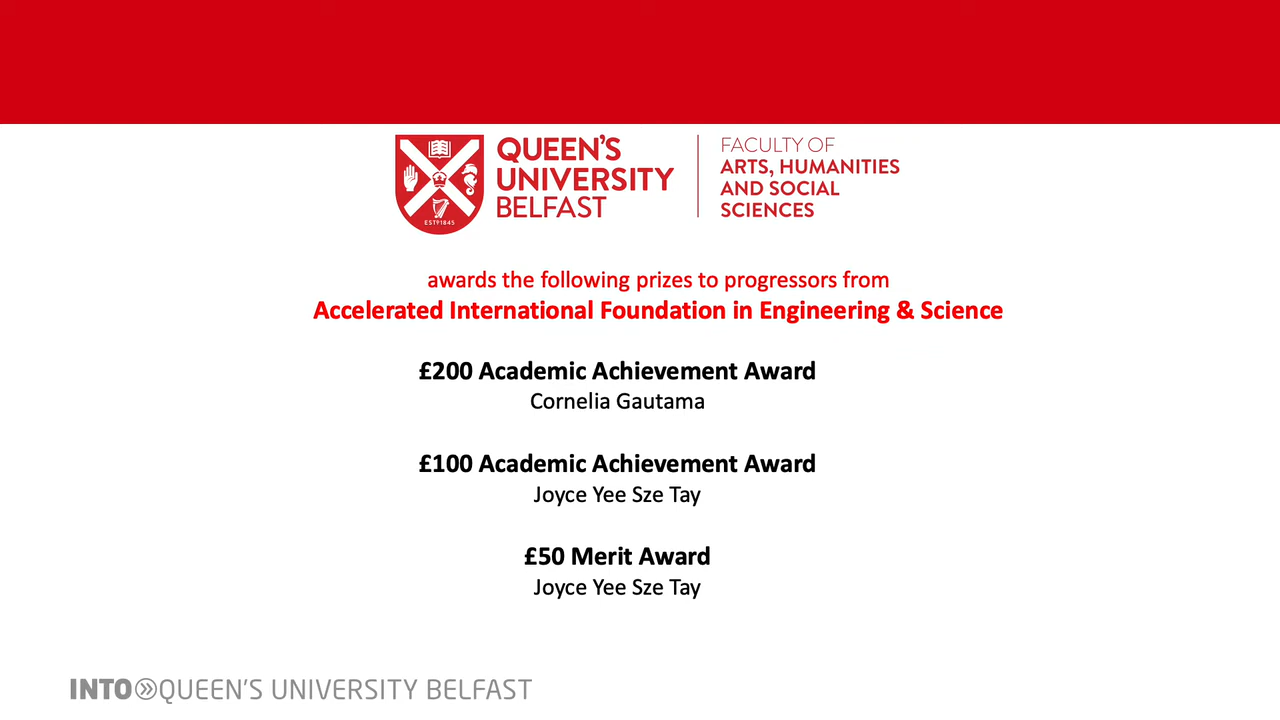 QUEEN'S
UNIVERSITY
BELFAST
ESTD 1845
FACULTY OF
ARTS, HUMANITIES
AND SOCIAL
SCIENCES
awards the following prizes to progressors from
Accelerated International Foundation in Engineering & Science
£200 Academic Achievement Award
Cornelia Gautama
£100 Academic Achievement Award
Joyce Yee Sze Tay
£50 Merit Award
Joyce Yee Sze Tay
INTO QUEEN'S UNIVERSITY BELFAST